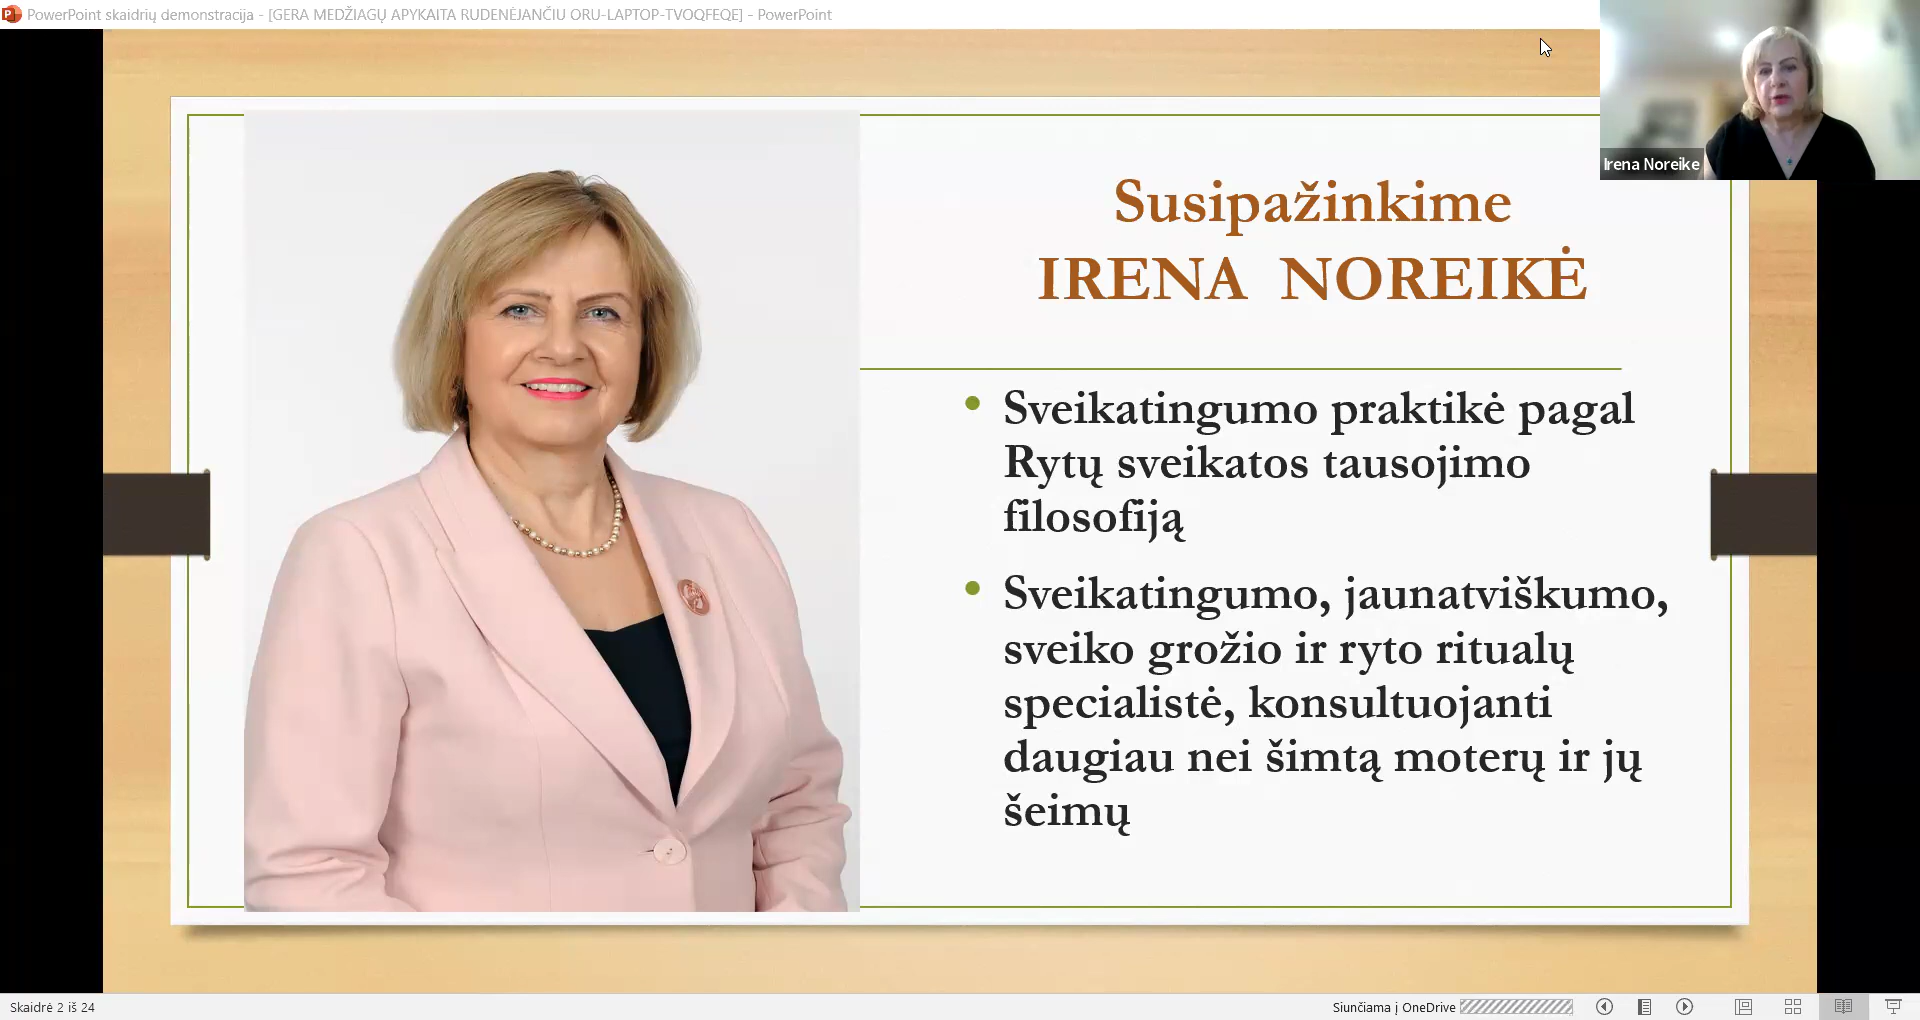 PowerPoint skaidrių demonstracija - [GERA MEDŽIAGŲ APYKAITA RUDENĖJANČIU ORU-LAPTOP-TVOQFEQE] - PowerPoint
Irena Noreike
Susipažinkime
IRENA NOREIKĖ
Sveikatingumo praktikė pagal
Rytų sveikatos tausojimo
filosofiją
Sveikatingumo, jaunatviškumo,
sveiko grožio ir ryto ritualų
specialistė, konsultuojanti
daugiau nei šimtą moterų ir jų
šeimų
Skaidrė 2 iš 24
Siunčiama į OneDrive